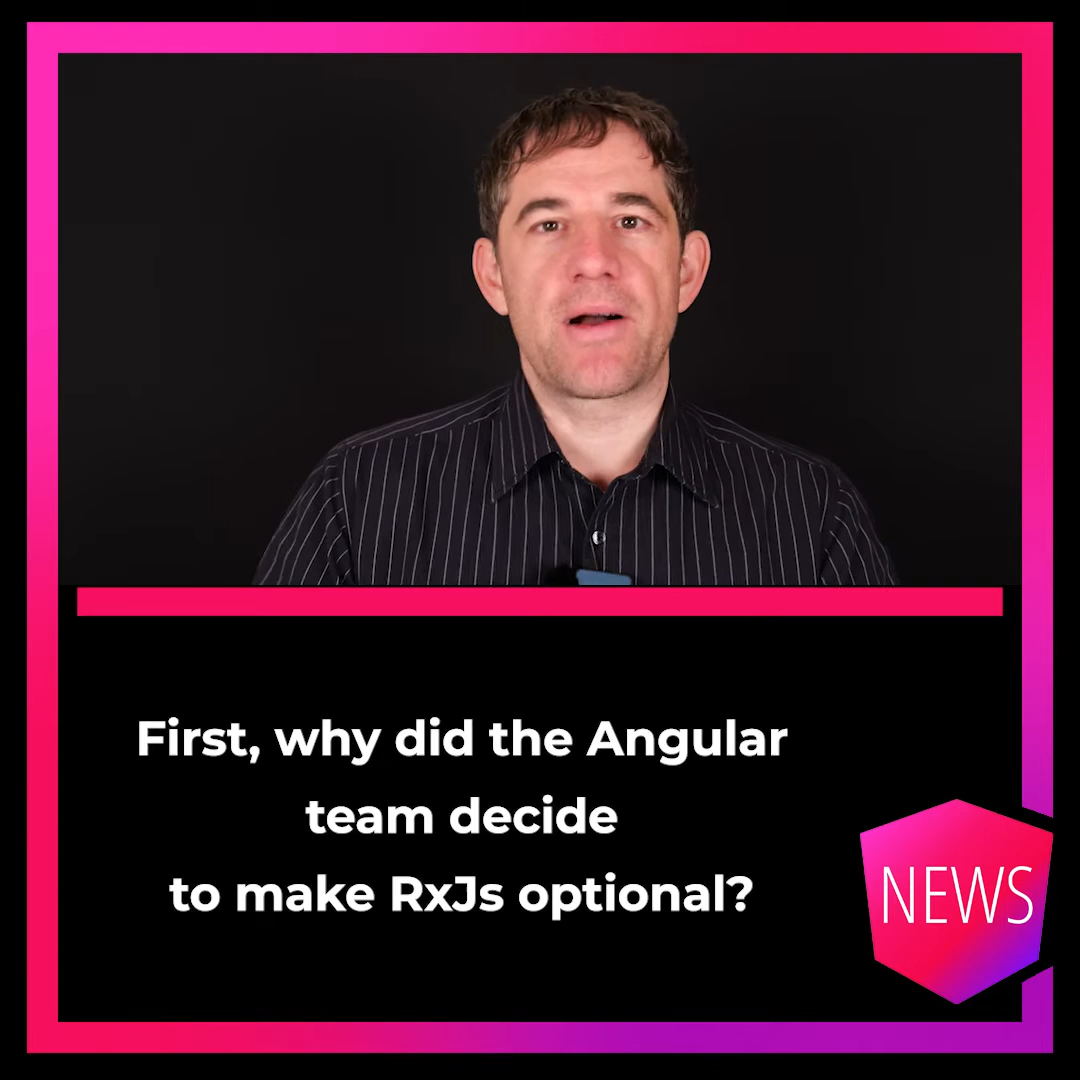 First, why did the Angular
team decide
to make RxJs optional?
NEWS